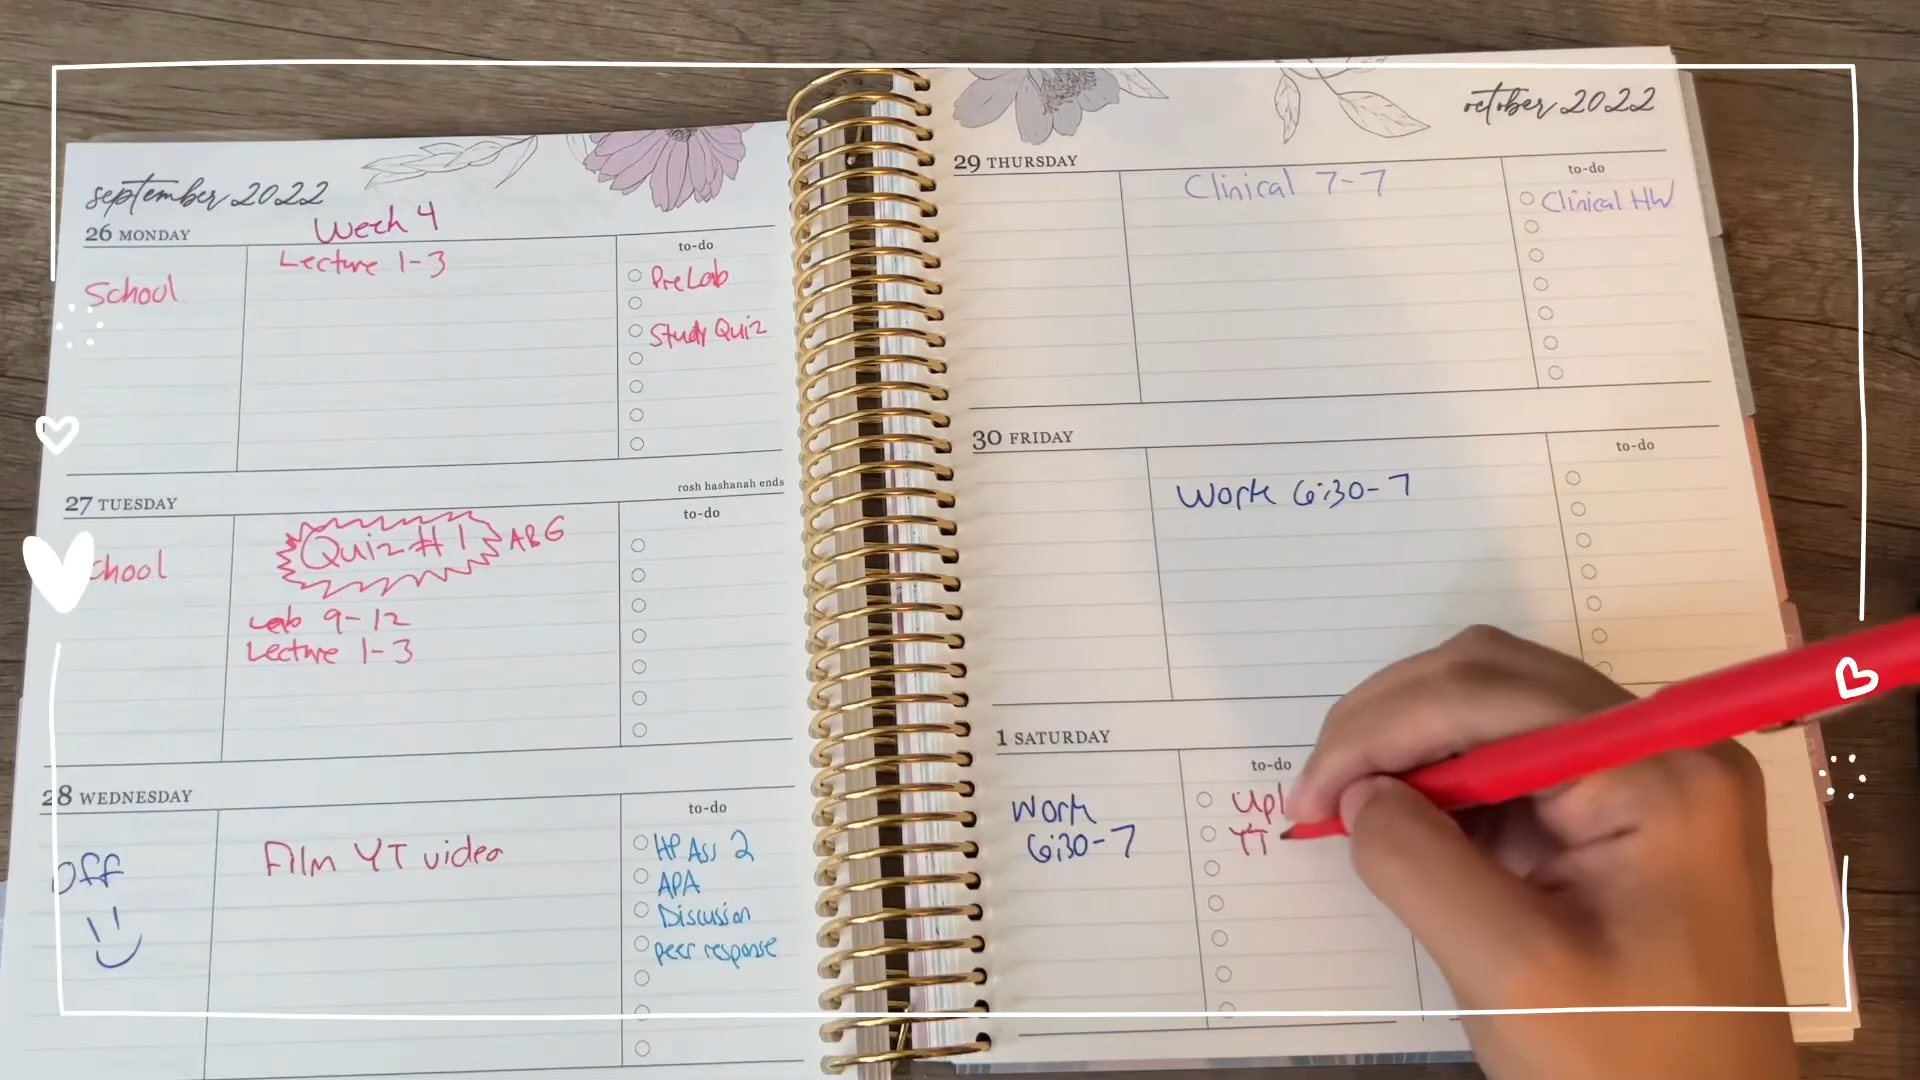 september 2022
Week 4
26 MONDAY
to-do
School
Lecture 1-3
PreLab
Study Quiz
27 TUESDAY
rosh hashanah ends
to-do
chool
Quiz #1 ABG
Lab 9-12
Lecture 1-3
28 WEDNESDAY
to-do
Off
Film YT video
HP Ass 2
APA
Discussion
peer response
october 2022
29 THURSDAY
to-do
Clinical 7-7
Clinical HW
30 FRIDAY
to-do
Work 6:30-7
1 SATURDAY
to-do
Work
6:30-7
Upl
YT